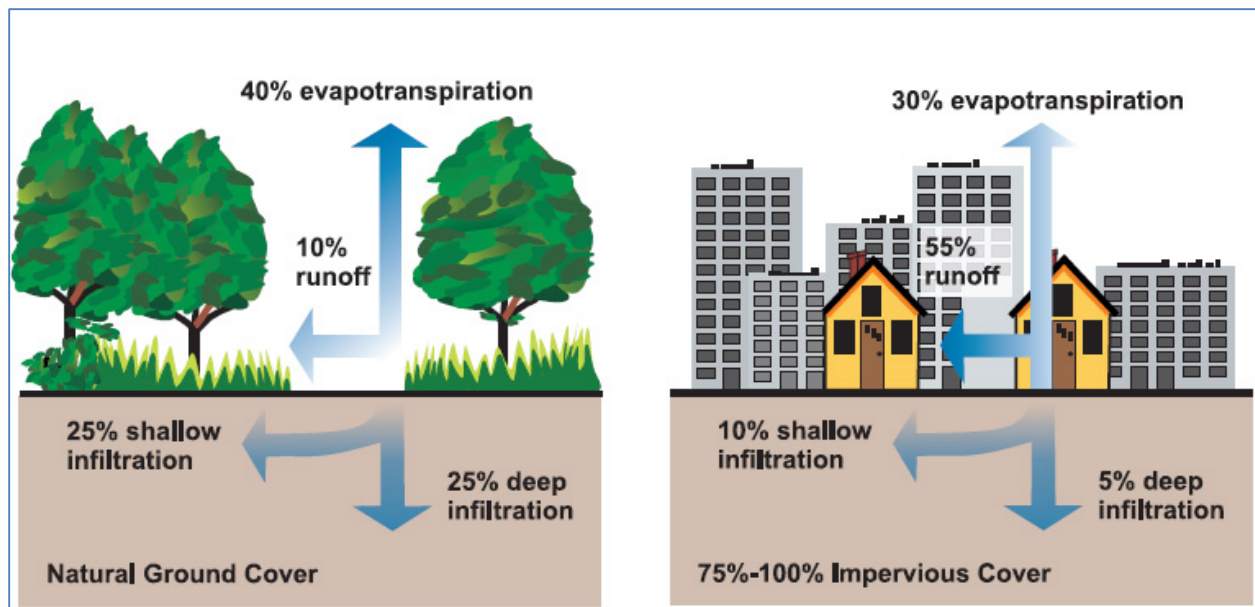 40% evapotranspiration
10%
runoff
25% shallow
infiltration
25% deep
infiltration
Natural Ground Cover
30% evapotranspiration
55%
runoff
10% shallow
infiltration
5% deep
infiltration
75%-100% Impervious Cover